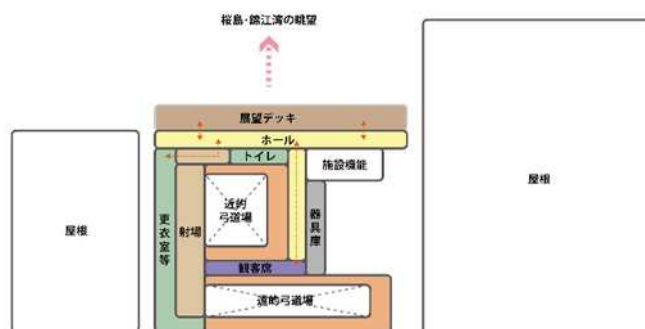 桜島・錦江湾の眺望
展望デッキ
ホール
トイレ
施設機能
屋根
屋根
近的
弓道場
更衣室等
射場
器具庫
観客席
遠的弓道場